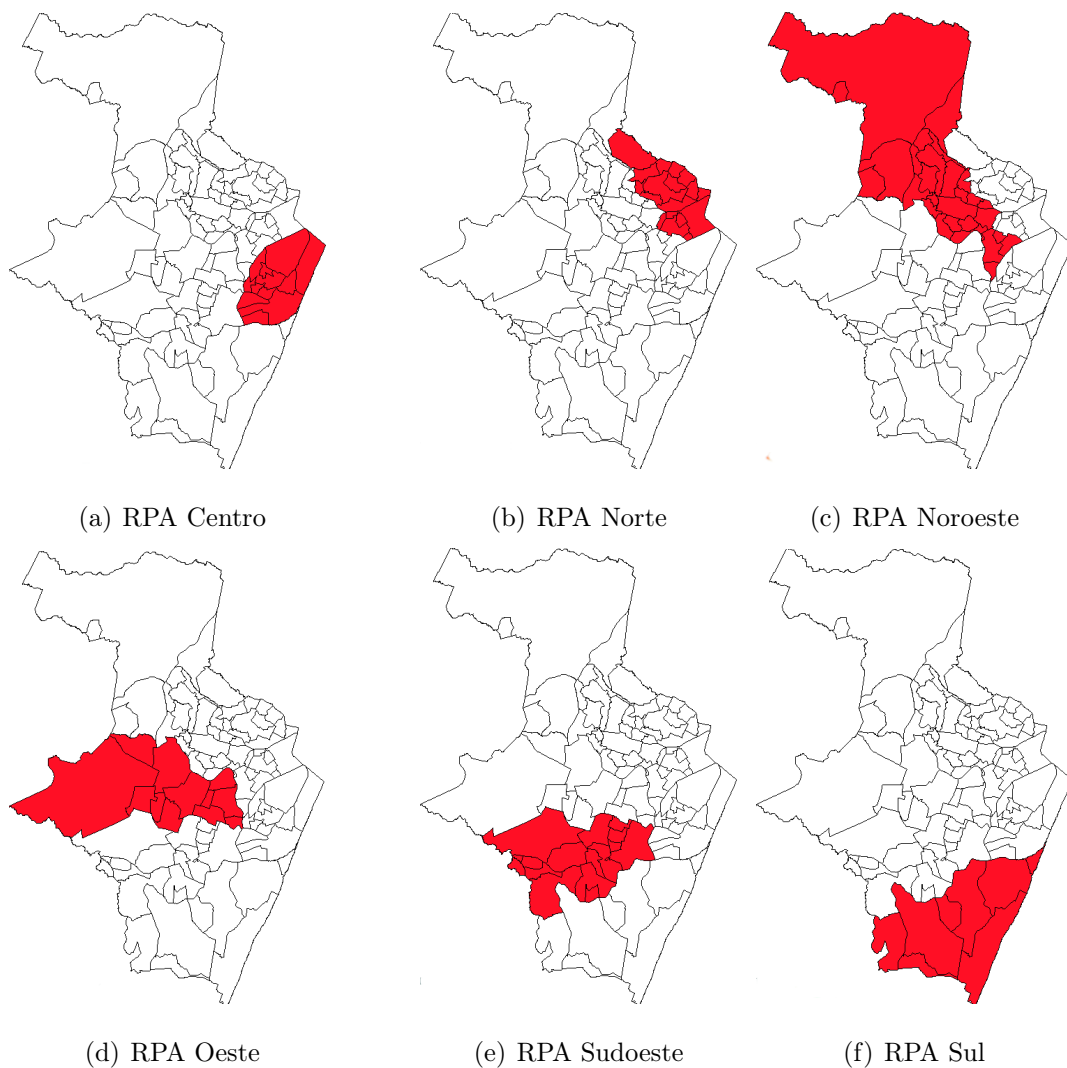 (a) RPA Centro
(b) RPA Norte
(c) RPA Noroeste
(d) RPA Oeste
(e) RPA Sudoeste
(f) RPA Sul